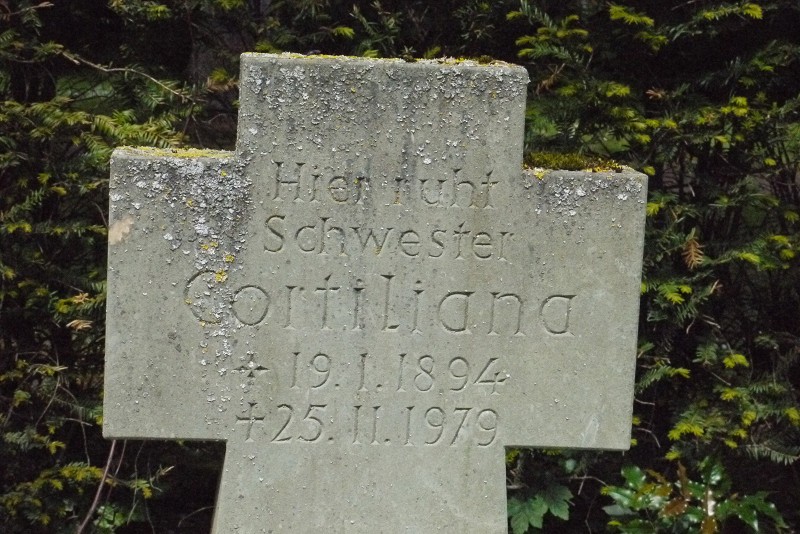 Hier ruht
Schwester
Cortiliana
✢ 19. 1. 1894
✝ 25. 11. 1979